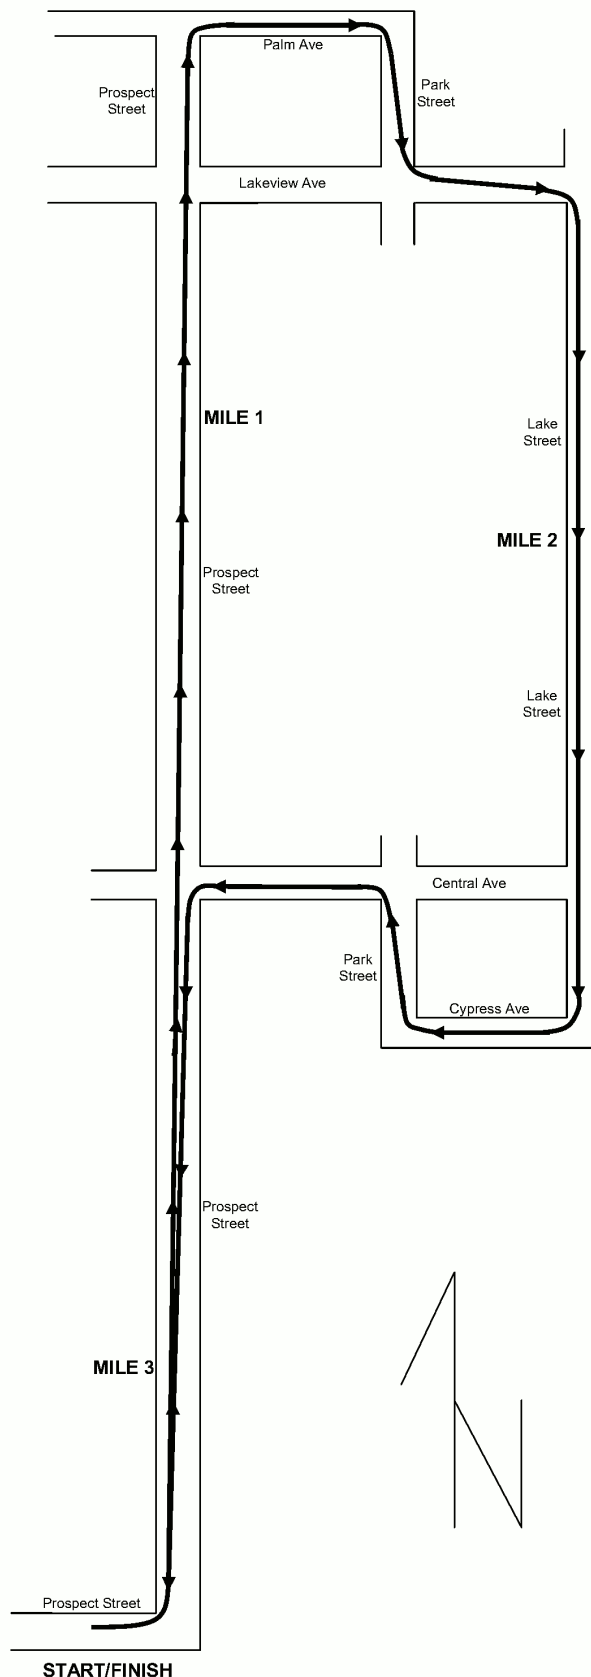 Palm Ave
Prospect
Street
Park
Street
Lakeview Ave
MILE 1
Lake
Street
MILE 2
Prospect
Street
Lake
Street
Central Ave
Park
Street
Cypress Ave
Prospect
Street
MILE 3
N
Prospect Street
START/FINISH